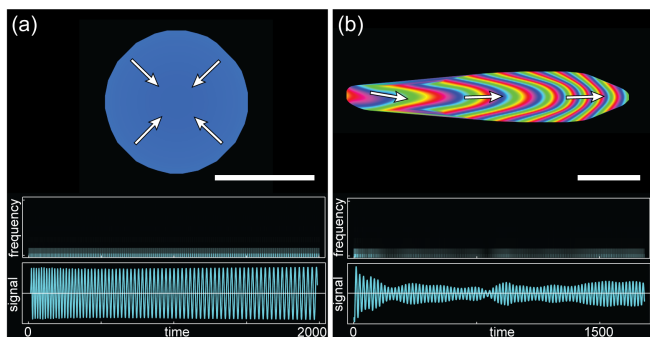 (a)
(b)
frequency
frequency
signal
signal
0 time 2000
0 time 1500